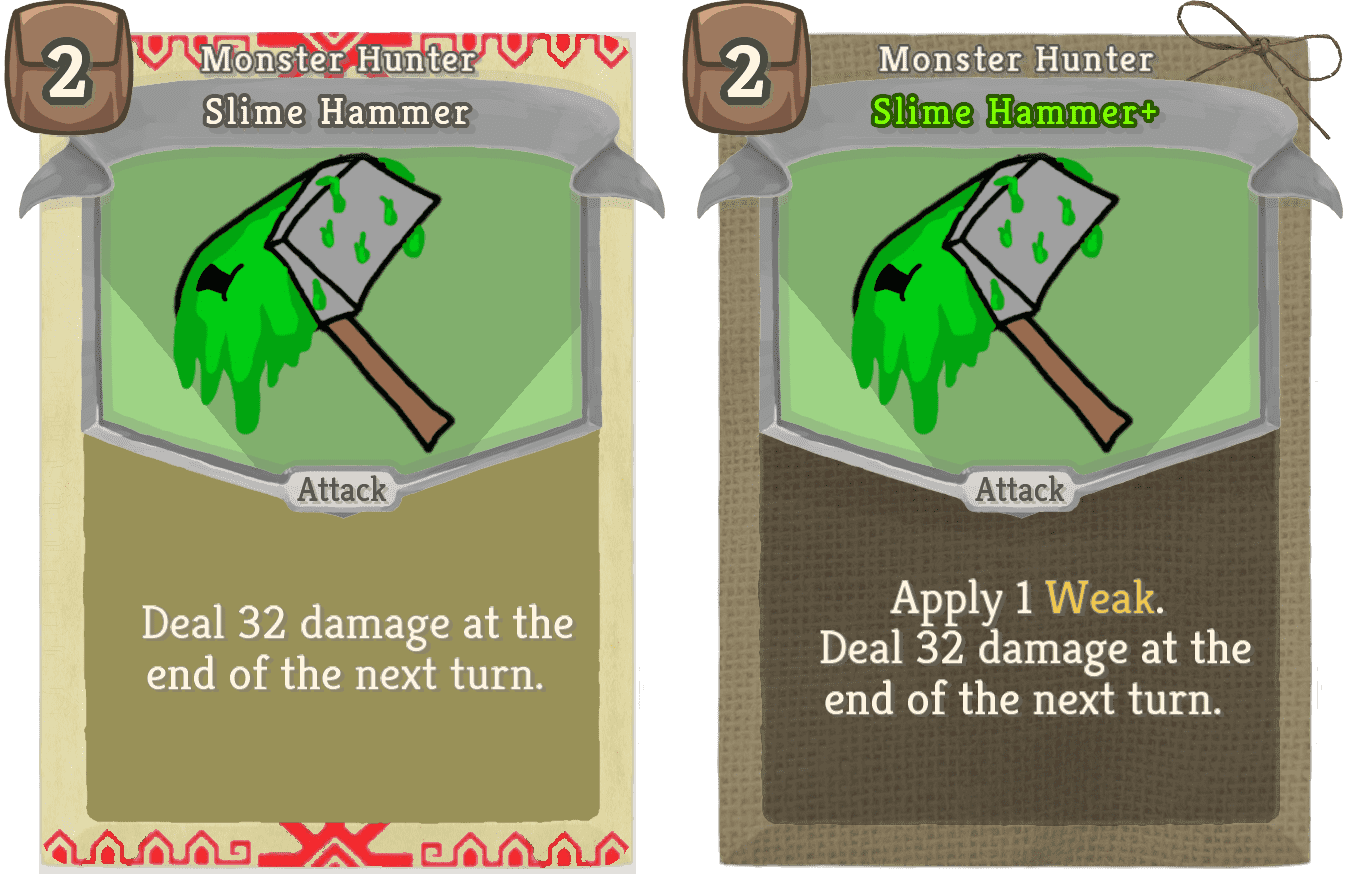 2
Monster Hunter
Slime Hammer
Attack
Deal 32 damage at the
end of the next turn.
2
Monster Hunter
Slime Hammer+
Attack
Apply 1 Weak.
Deal 32 damage at the
end of the next turn.